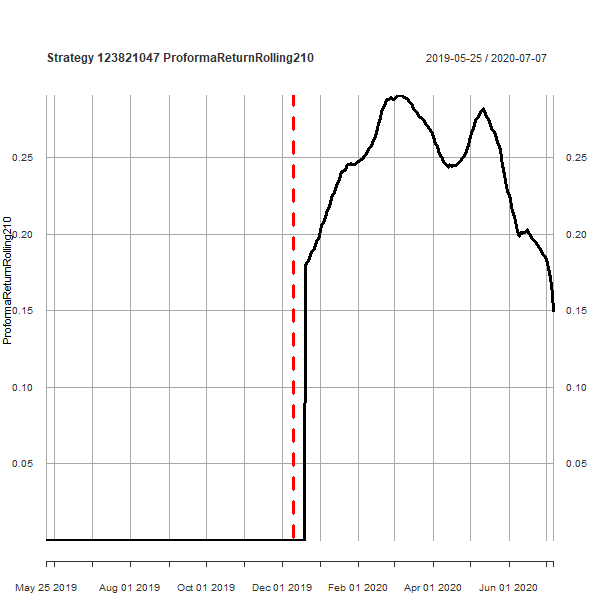 Strategy 123821047 ProformaReturnRolling210
2019-05-25 / 2020-07-07
ProformaReturnRolling210
0.25
0.25
0.20
0.20
0.15
0.15
0.10
0.10
0.05
0.05
May 25 2019
Aug 01 2019
Oct 01 2019
Dec 01 2019
Feb 01 2020
Apr 01 2020
Jun 01 2020